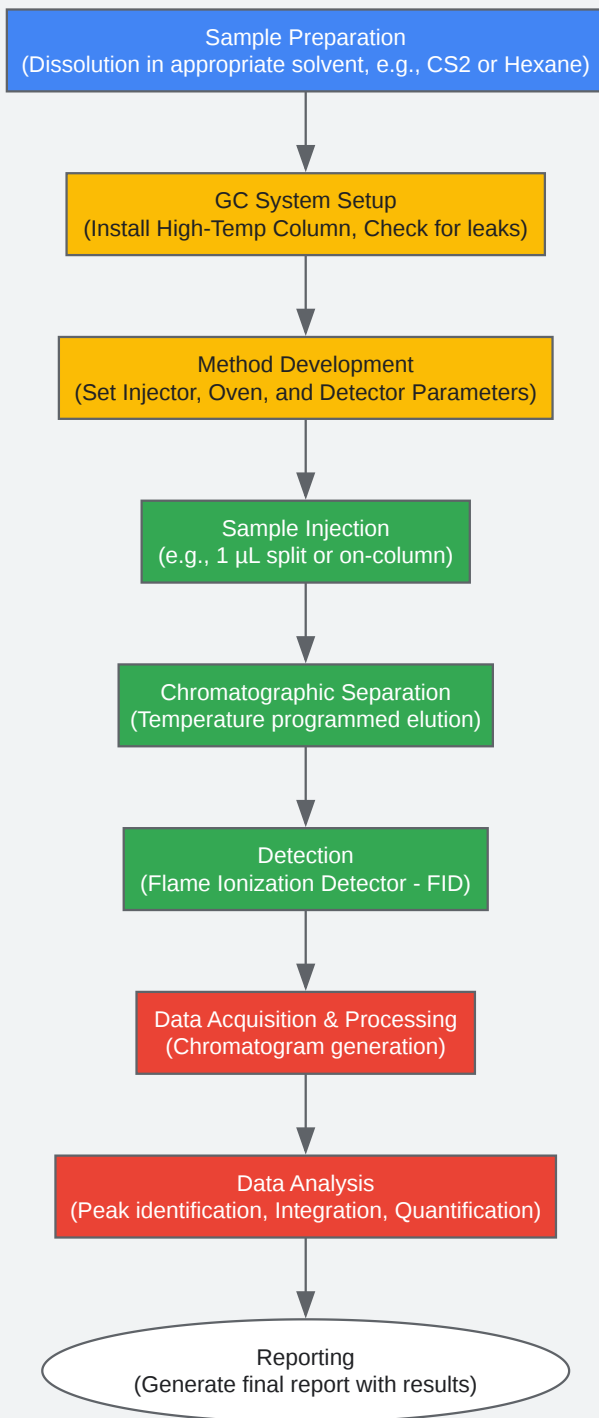 Sample Preparation
(Dissolution in appropriate solvent, e.g., CS2 or Hexane)
GC System Setup
(Install High-Temp Column, Check for leaks)
Method Development
(Set Injector, Oven, and Detector Parameters)
Sample Injection
(e.g., 1 µL split or on-column)
Chromatographic Separation
(Temperature programmed elution)
Detection
(Flame Ionization Detector - FID)
Data Acquisition & Processing
(Chromatogram generation)
Data Analysis
(Peak identification, Integration, Quantification)
Reporting
(Generate final report with results)